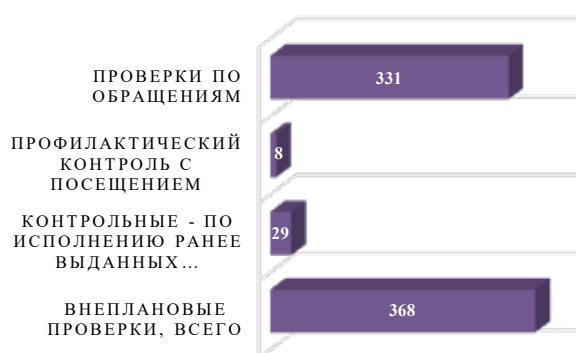 ПРОВЕРКИ ПО
ОБРАЩЕНИЯМ
331
ПРОФИЛАКТИЧЕСКИЙ
КОНТРОЛЬ С
ПОСЕЩЕНИЕМ
8
КОНТРОЛЬНЫЕ - ПО
ИСПОЛНЕНИЮ РАНЕЕ
ВЫДАННЫХ...
29
ВНЕПЛАНОВЫЕ
ПРОВЕРКИ, ВСЕГО
368